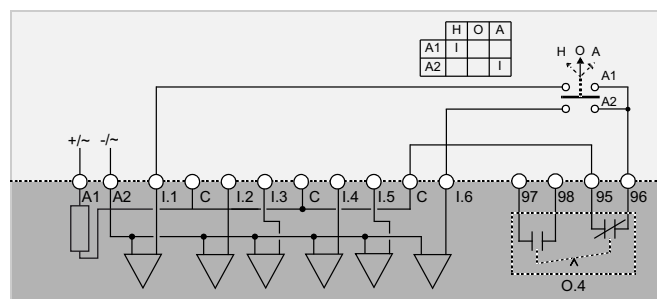 H O A
A1 I
A2 I
H O A
A1
A2
+/~ -/~
A1 A2 I.1 C I.2 I.3 C I.4 I.5 C I.6 97 98 95 96
O.4